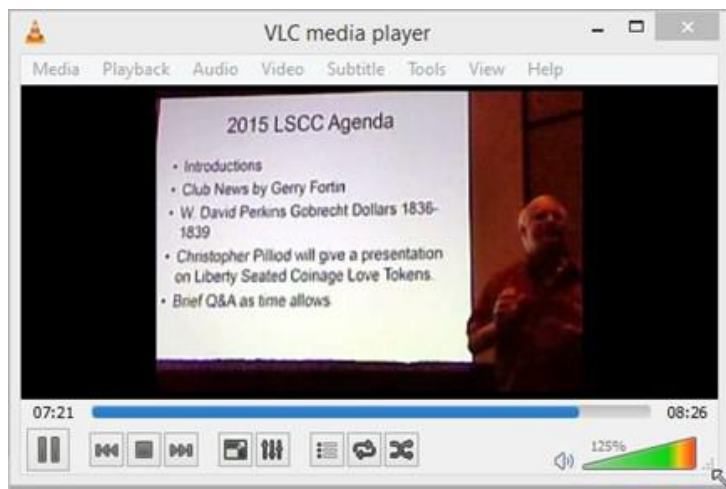 VLC media player
Media Playback Audio Video Subtitle Tools View Help
2015 LSCC Agenda
• Introductions
• Club News by Gerry Fortin
• W. David Perkins Gobrecht Dollars 1836-
1839
• Christopher Pilliod will give a presentation
on Liberty Seated Coinage Love Tokens.
• Brief Q&A as time allows
07:21 08:26
125%